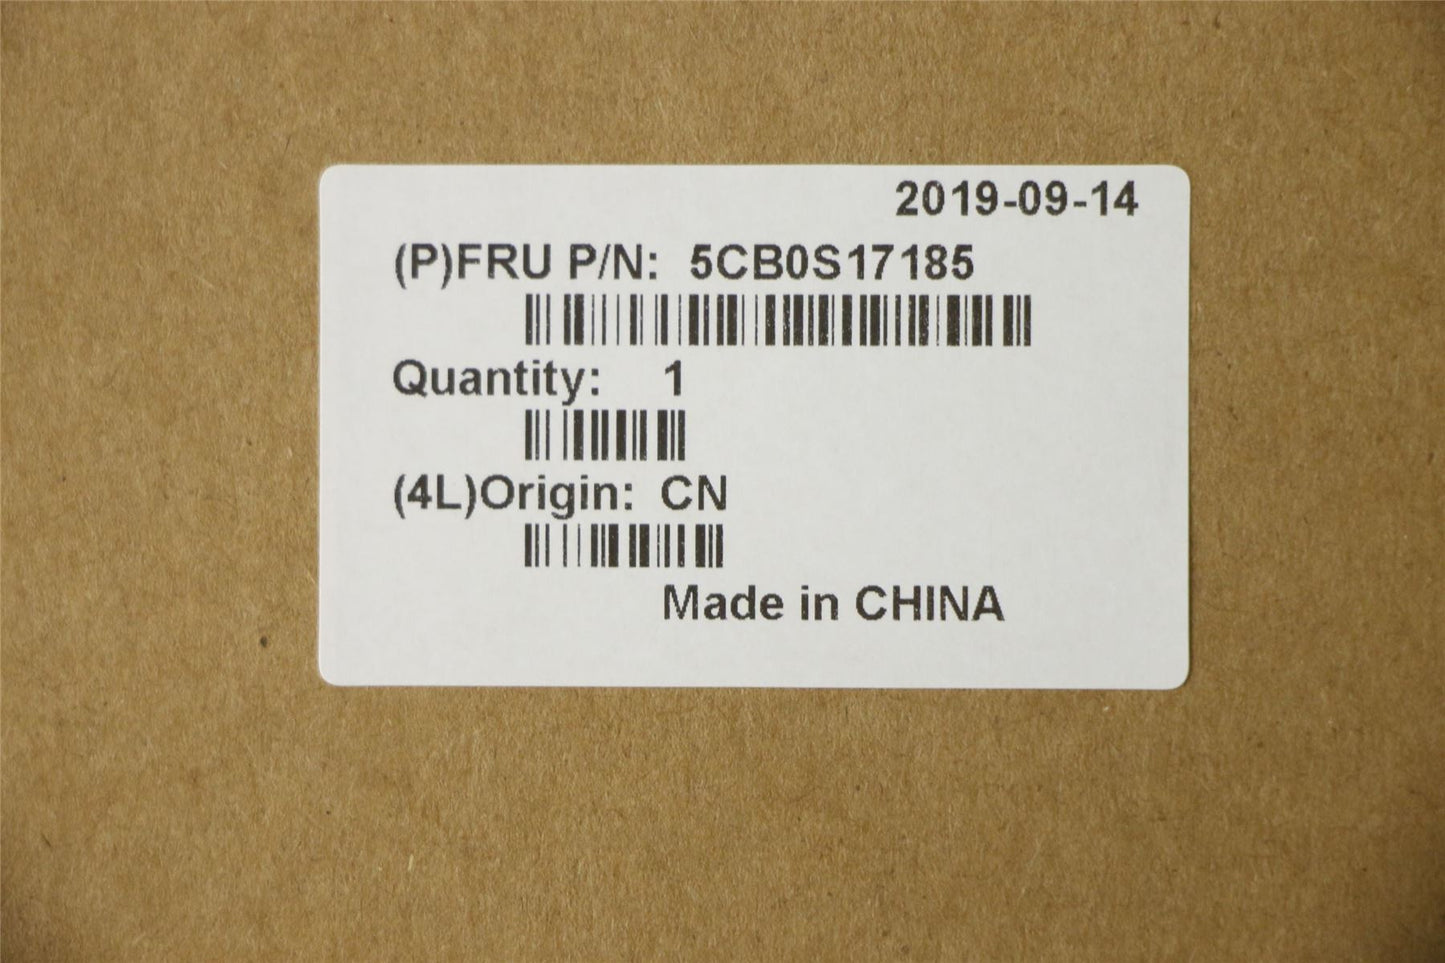 2019-09-14
(P)FRU P/N: 5CB0S17185
Quantity: 1
(4L)Origin: CN
Made in CHINA